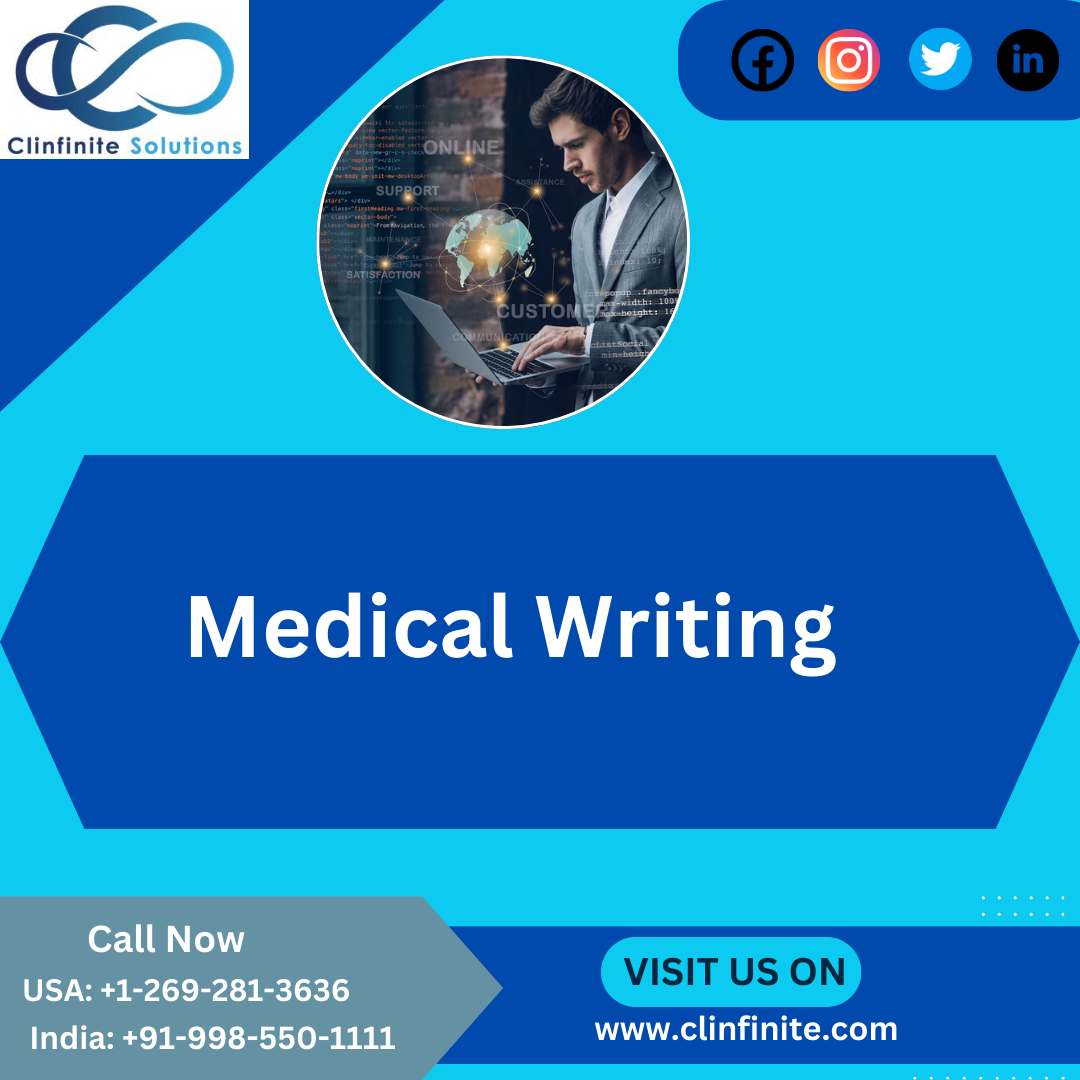 Clinfinite Solutions
ONLINE
SUPPORT
ASSISTANCE
MAINTENANCE
SATISFACTION
CUSTOMER
COMMUNICATION
Medical Writing
Call Now
USA: +1-269-281-3636
India: +91-998-550-1111
VISIT US ON
www.clinfinite.com